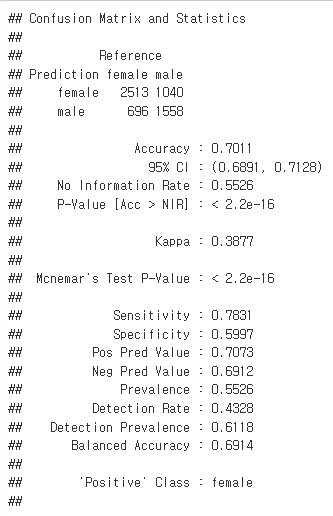 ## Confusion Matrix and Statistics
##
## Reference
## Prediction female male
## female 2513 1040
## male 696 1558
##
## Accuracy : 0.7011
## 95% CI : (0.6891, 0.7128)
## No Information Rate : 0.5526
## P-Value [Acc > NIR] : < 2.2e-16
##
## Kappa : 0.3877
##
## Mcnemar's Test P-Value : < 2.2e-16
##
## Sensitivity : 0.7831
## Specificity : 0.5997
## Pos Pred Value : 0.7073
## Neg Pred Value : 0.6912
## Prevalence : 0.5526
## Detection Rate : 0.4328
## Detection Prevalence : 0.6118
## Balanced Accuracy : 0.6914
##
## 'Positive' Class : female
##